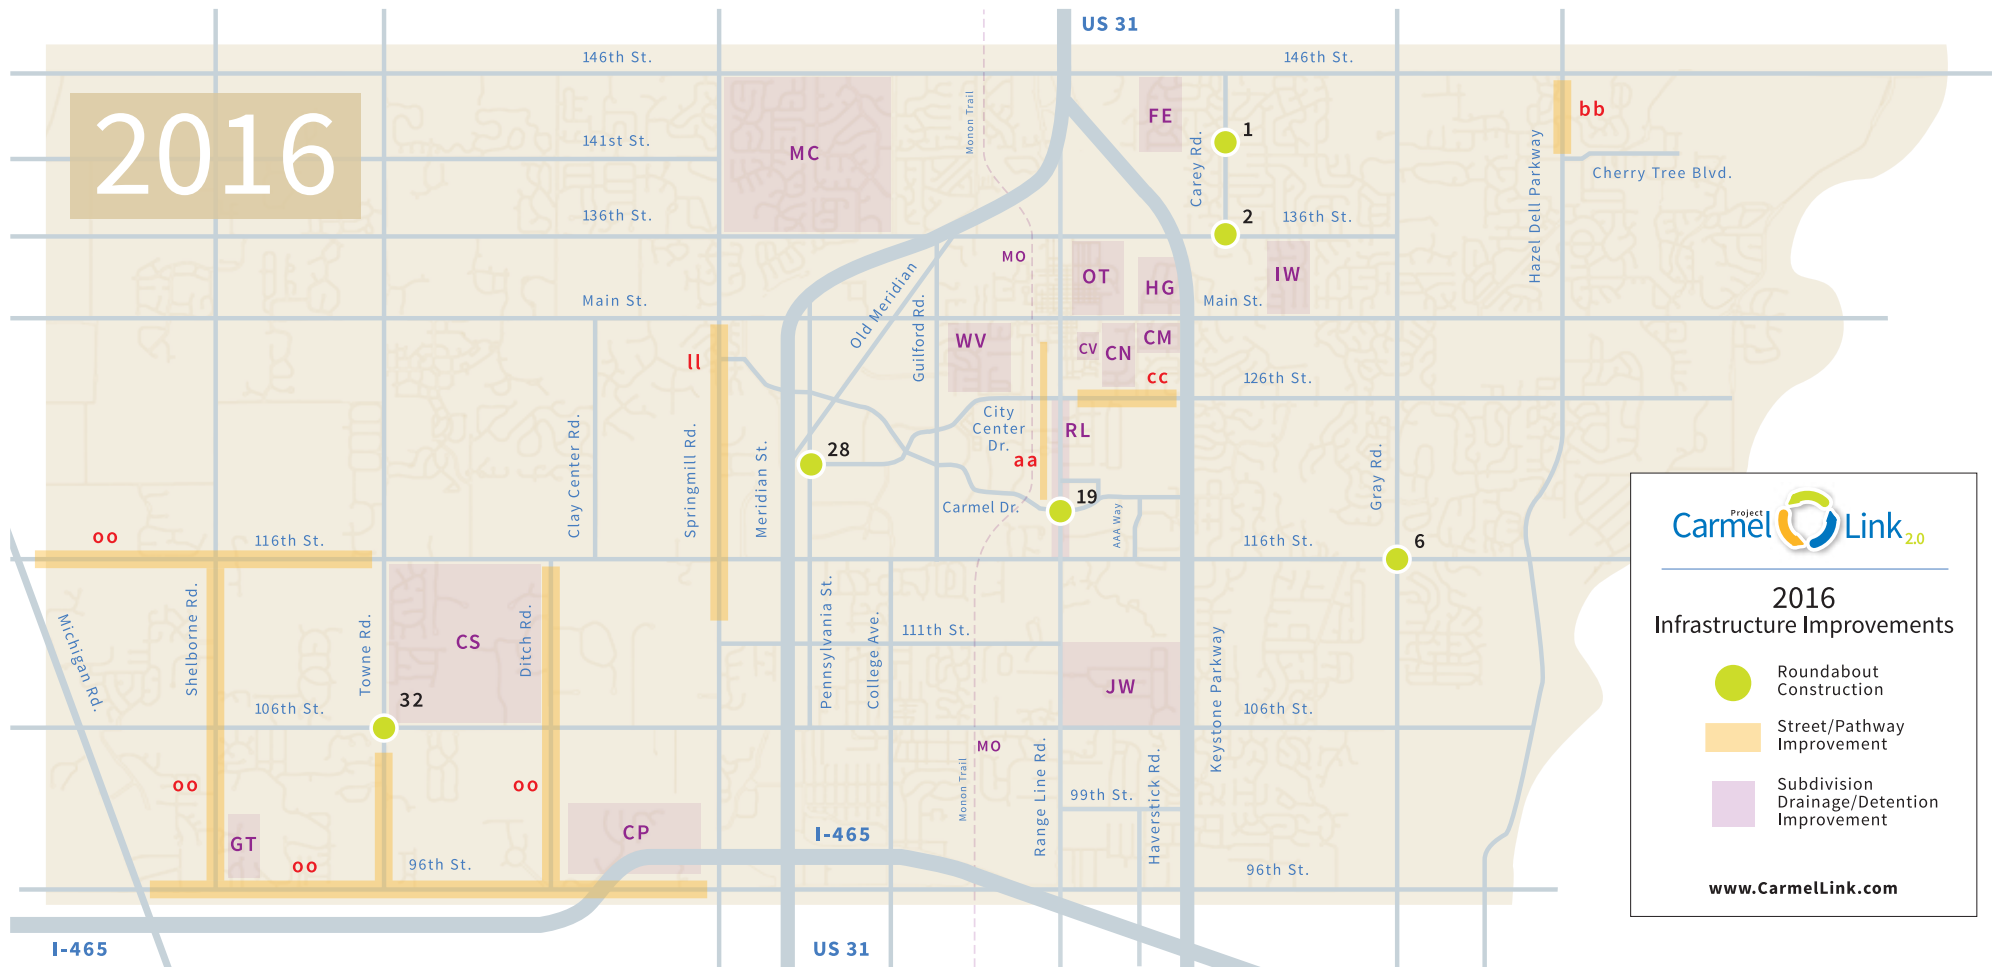 US 31
146th St.
146th St.
2016
MC
Monon Trail
FE
1
Carey Rd.
bb
141st St.
Cherry Tree Blvd.
Hazel Dell Parkway
136th St.
2
136th St.
MO
OT
HG
IW
Old Meridian
Guilford Rd.
Main St.
Main St.
WV
CV
CN
CM
ll
cc
126th St.
City
Center
Dr.
RL
aa
28
Clay Center Rd.
Springmill Rd.
Meridian St.
Gray Rd.
Carmel Dr.
19
AAA Way
oo
116th St.
116th St.
6
Michigan Rd.
Shelborne Rd.
Towne Rd.
CS
Ditch Rd.
Pennsylvania St.
College Ave.
111th St.
JW
Keystone Parkway
32
106th St.
106th St.
MO
Monon Trail
Range Line Rd.
Haverstick Rd.
99th St.
oo
oo
GT
oo
96th St.
CP
I-465
96th St.
I-465
US 31
Project
Carmel Link 2.0
2016
Infrastructure Improvements
Roundabout
Construction
Street/Pathway
Improvement
Subdivision
Drainage/Detention
Improvement
www.CarmelLink.com